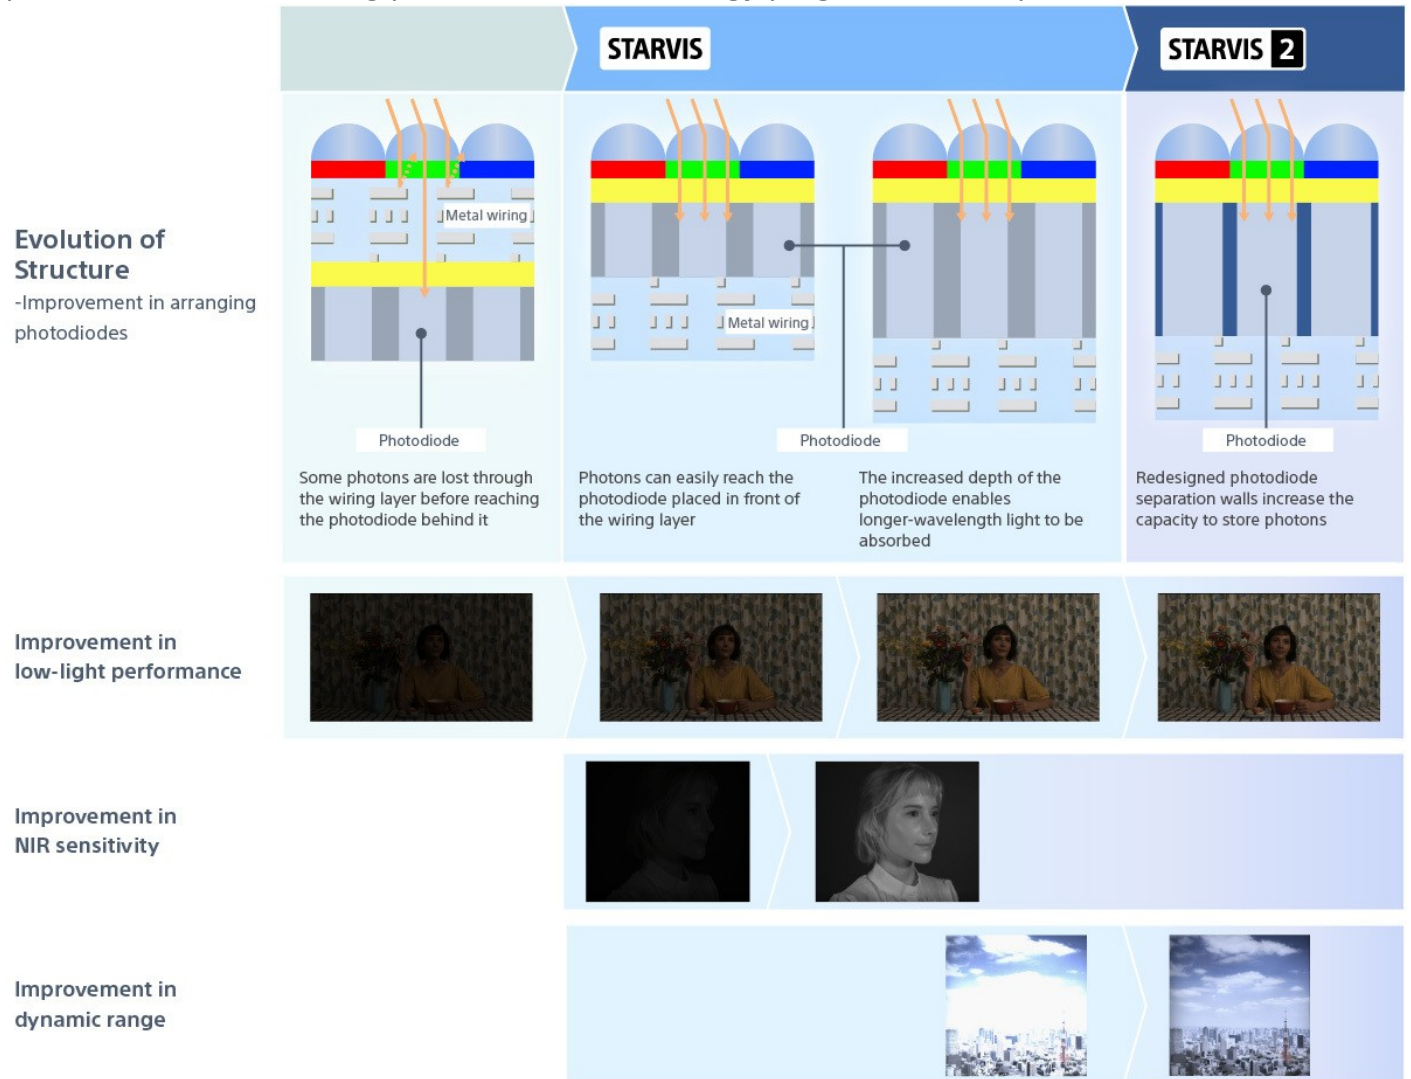 STARVIS
STARVIS 2
Evolution of
Structure
-Improvement in arranging
photodiodes
Metal wiring
Metal wiring
Photodiode
Photodiode
Photodiode
Some photons are lost through
the wiring layer before reaching
the photodiode behind it
Photons can easily reach the
photodiode placed in front of
the wiring layer
The increased depth of the
photodiode enables
longer-wavelength light to be
absorbed
Redesigned photodiode
separation walls increase the
capacity to store photons
Improvement in
low-light performance
Improvement in
NIR sensitivity
Improvement in
dynamic range